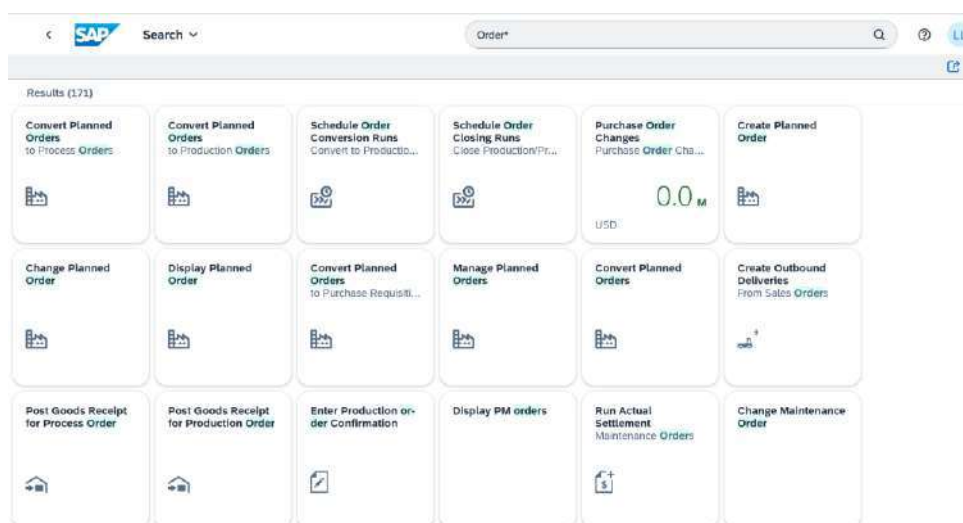 SAP Search
Order*
LI
Results (171)
Convert Planned
Orders
to Process Orders
Convert Planned
Orders
to Production Orders
Schedule Order
Conversion Runs
Convert to Productio...
Schedule Order
Closing Runs
Close Production/Pr...
Purchase Order
Changes
Purchase Order Cha...
0.0 M
USD
Create Planned
Order
Change Planned
Order
Display Planned
Order
Convert Planned
Orders
to Purchase Requisiti...
Manage Planned
Orders
Convert Planned
Orders
Create Outbound
Deliveries
From Sales Orders
Post Goods Receipt
for Process Order
Post Goods Receipt
for Production Order
Enter Production or-
der Confirmation
Display PM orders
Run Actual
Settlement
Maintenance Orders
Change Maintenance
Order